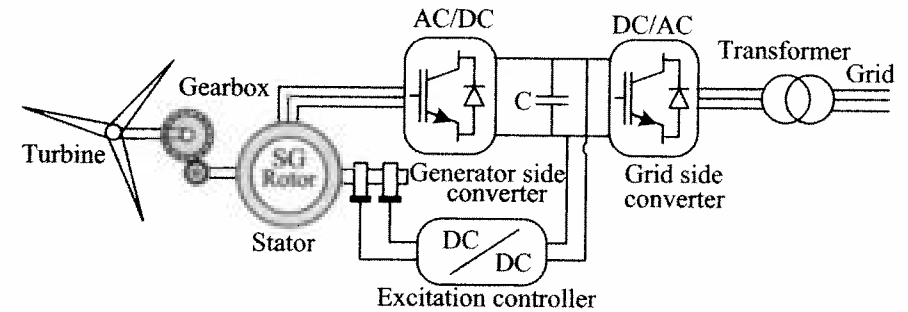 AC/DC
DC/AC
Transformer
Grid
Gearbox
Turbine
SG
Rotor
C
Generator side
converter
Grid side
converter
Stator
DC
DC
Excitation controller